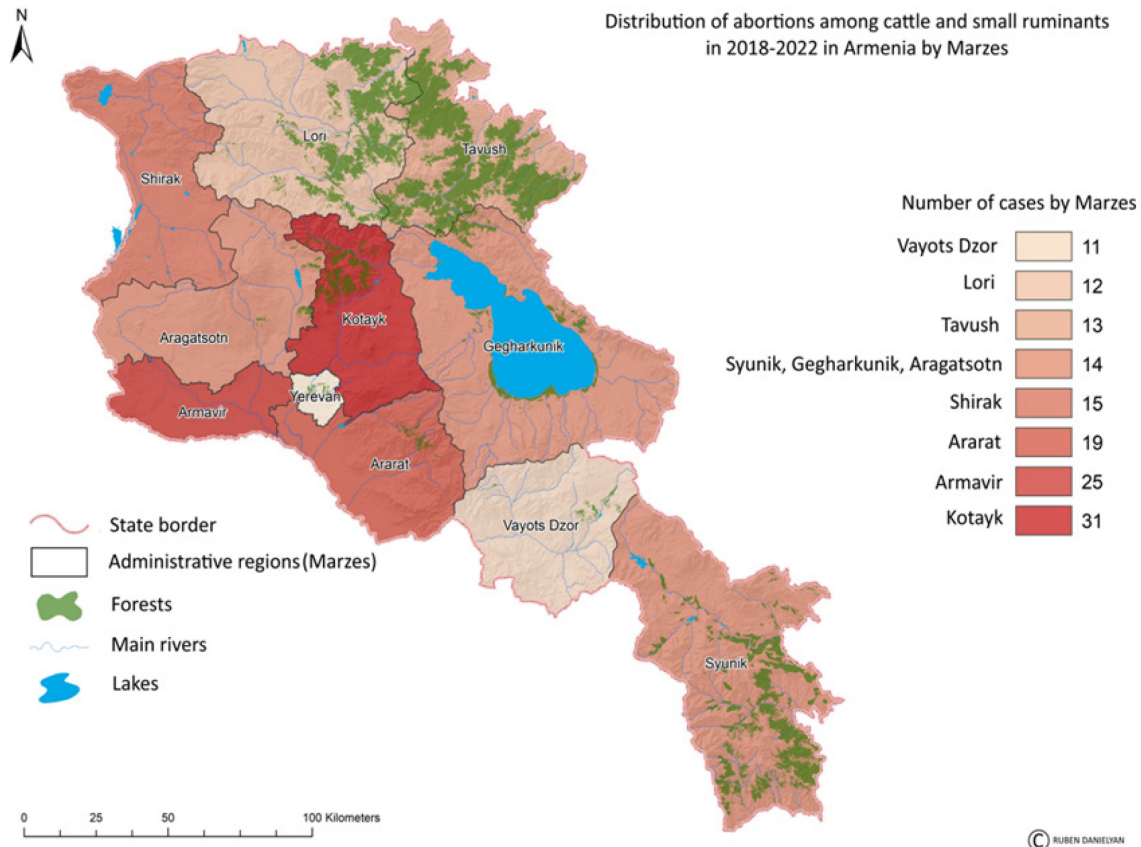 N
Distribution of abortions among cattle and small ruminants
in 2018-2022 in Armenia by Marzes
Lori
Tavush
Shirak
Kotayk
Aragatsotn
Gegharkunik
Yerevan
Armavir
Ararat
Vayots Dzor
Syunik
Number of cases by Marzes
Vayots Dzor 11
Lori 12
Tavush 13
Syunik, Gegharkunik, Aragatsotn 14
Shirak 15
Ararat 19
Armavir 25
Kotayk 31
State border
Administrative regions (Marzes)
Forests
Main rivers
Lakes
0 25 50 100 Kilometers
© RUBEN DANIELYAN